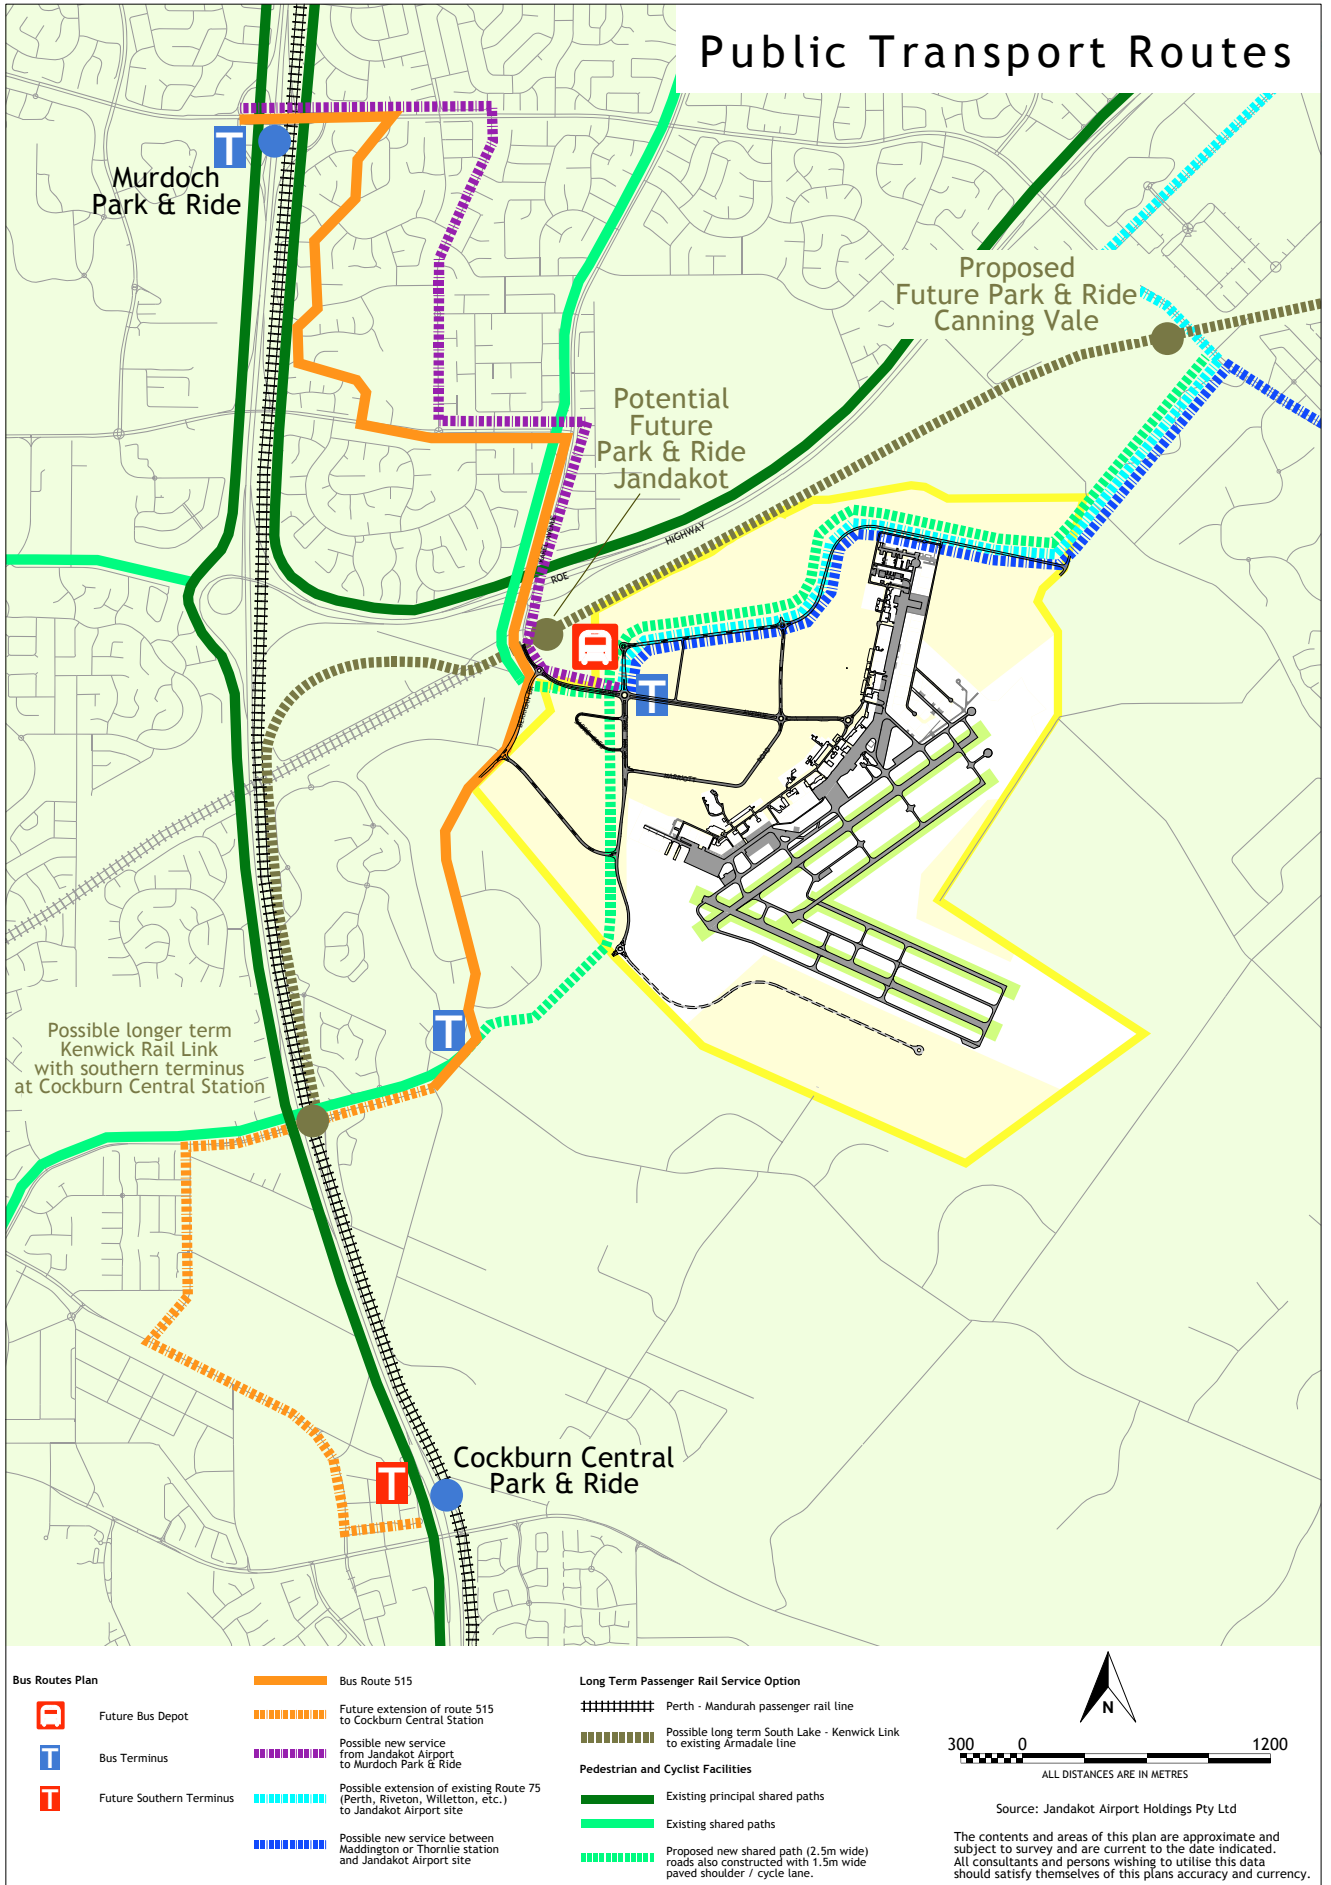 Public Transport Routes
T
Murdoch
Park & Ride
Proposed
Future Park & Ride
Canning Vale
Potential
Future
Park & Ride
Jandakot
HIGHWAY
ROE
T
T
Possible longer term
Kenwick Rail Link
with southern terminus
at Cockburn Central Station
Cockburn Central
Park & Ride
T
Bus Routes Plan
Future Bus Depot
T
Bus Terminus
T
Future Southern Terminus
Bus Route 515
Future extension of route 515
to Cockburn Central Station
Possible new service
from Jandakot Airport
to Murdoch Park & Ride
Possible extension of existing Route 75
(Perth, Riveton, Willetton, etc.)
to Jandakot Airport site
Possible new service between
Maddington or Thornlie station
and Jandakot Airport site
Long Term Passenger Rail Service Option
Perth - Mandurah passenger rail line
Possible long term South Lake - Kenwick Link
to existing Armadale line
Pedestrian and Cyclist Facilities
Existing principal shared paths
Existing shared paths
Proposed new shared path (2.5m wide)
roads also constructed with 1.5m wide
paved shoulder / cycle lane.
N
300 0 1200
ALL DISTANCES ARE IN METRES
Source: Jandakot Airport Holdings Pty Ltd
The contents and areas of this plan are approximate and
subject to survey and are current to the date indicated.
All consultants and persons wishing to utilise this data
should satisfy themselves of this plans accuracy and currency.